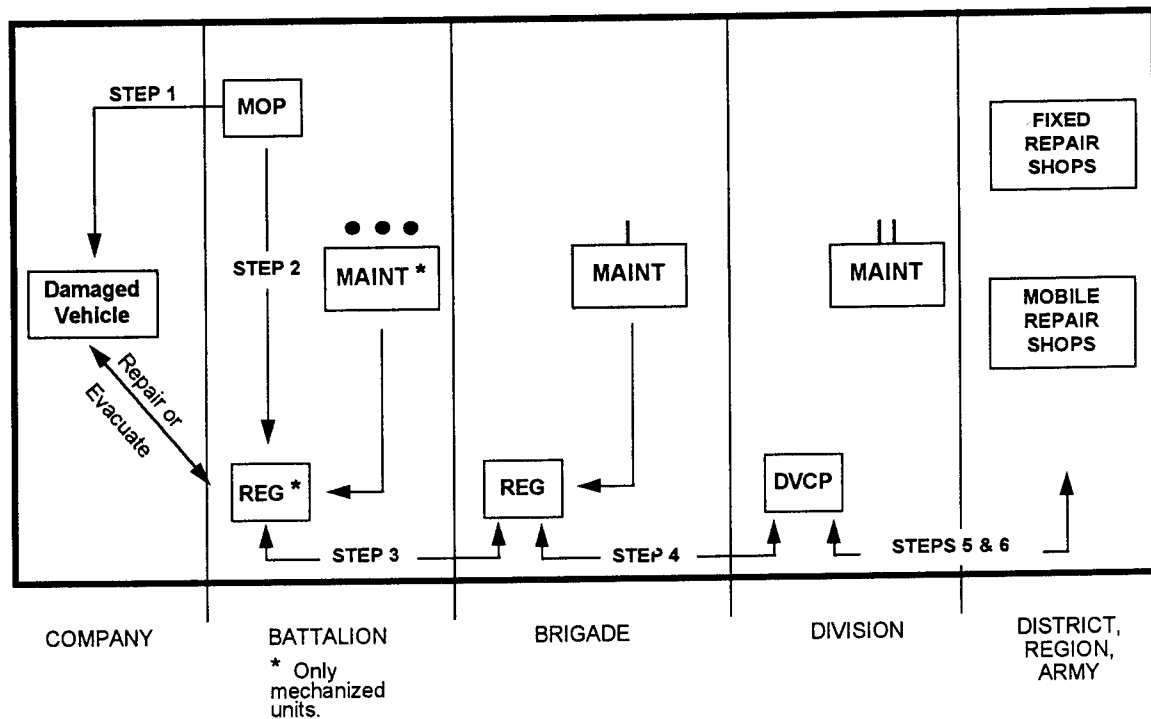 STEP 1
MOP
FIXED
REPAIR
SHOPS
STEP 2
MAINT *
MAINT
MAINT
Damaged
Vehicle
MOBILE
REPAIR
SHOPS
Repair or
Evacuate
REG *
REG
DVCP
STEP 3
STEP 4
STEPS 5 & 6
COMPANY
BATTALION
* Only
mechanized
units.
BRIGADE
DIVISION
DISTRICT,
REGION,
ARMY